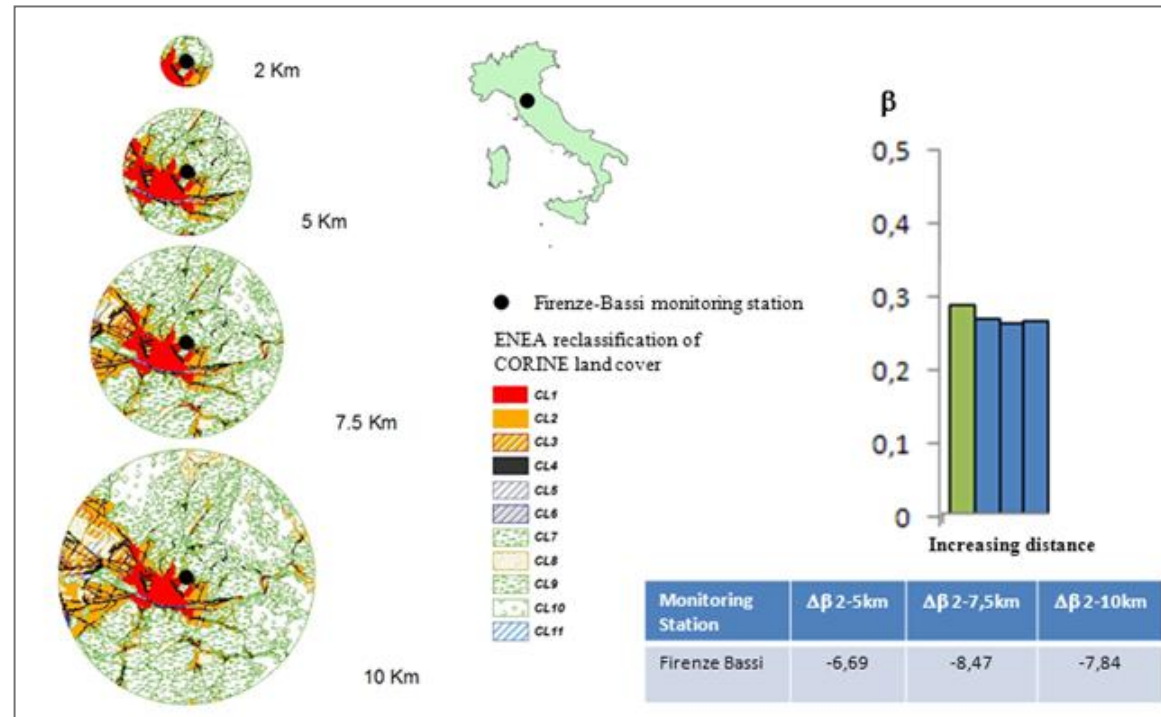 2 Km
5 Km
7.5 Km
10 Km
Firenze-Bassi monitoring station
ENEA reclassification of
CORINE land cover
CL1
CL2
CL3
CL4
CL5
CL6
CL7
CL8
CL9
CL10
CL11
β
0,5
0,4
0,3
0,2
0,1
0
Increasing distance
Monitoring Station
Δβ 2-5km
Δβ 2-7,5km
Δβ 2-10km
Firenze Bassi
-6,69
-8,47
-7,84